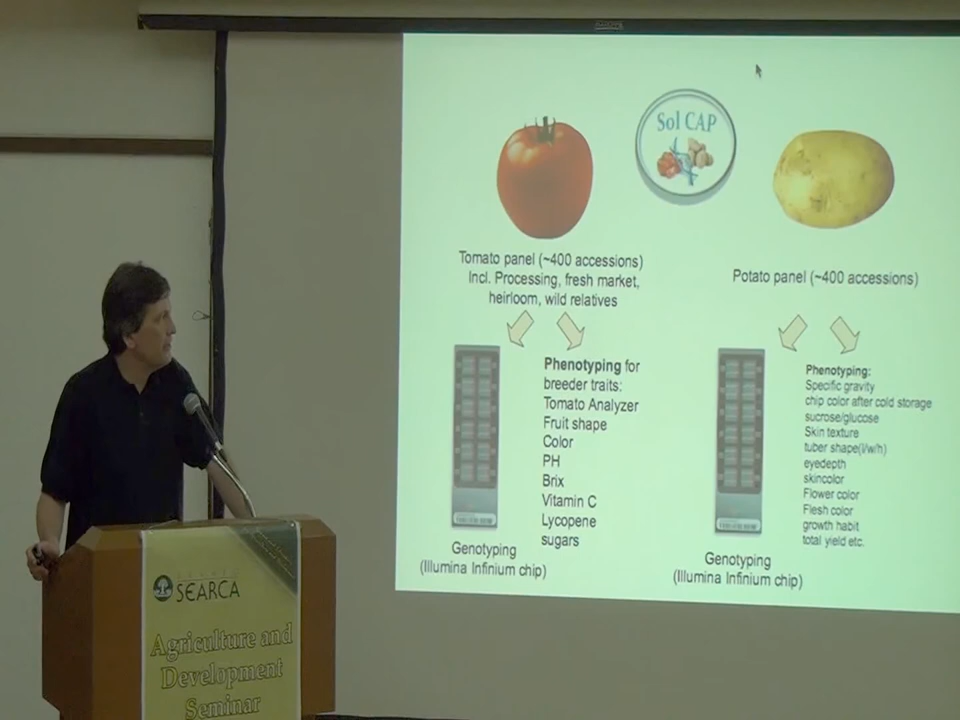 Sol CAP
Tomato panel (~400 accessions)
Incl. Processing, fresh market,
heirloom, wild relatives
Potato panel (~400 accessions)
Phenotyping for
breeder traits:
Tomato Analyzer
Fruit shape
Color
PH
Brix
Vitamin C
Lycopene
sugars
Genotyping
(Illumina Infinium chip)
Phenotyping:
Specific gravity
chip color after cold storage
sucrose/glucose
Skin texture
tuber shape(l/w/h)
eyedepth
skincolor
Flower color
Flesh color
growth habit
total yield etc.
Genotyping
(Illumina Infinium chip)
SEARCA
Agriculture and
Development
Seminar